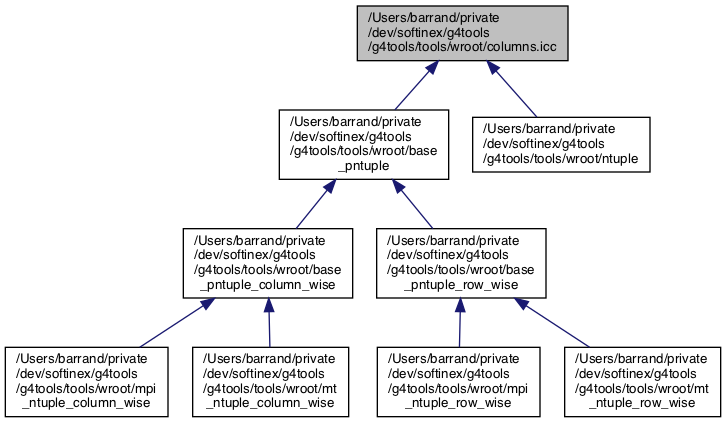 /Users/barrand/private
/dev/softinex/g4tools
/g4tools/tools/wroot/columns.icc
/Users/barrand/private
/dev/softinex/g4tools
/g4tools/tools/wroot/base
_pntuple
/Users/barrand/private
/dev/softinex/g4tools
/g4tools/tools/wroot/ntuple
/Users/barrand/private
/dev/softinex/g4tools
/g4tools/tools/wroot/base
_pntuple_column_wise
/Users/barrand/private
/dev/softinex/g4tools
/g4tools/tools/wroot/base
_pntuple_row_wise
/Users/barrand/private
/dev/softinex/g4tools
/g4tools/tools/wroot/mpi
_ntuple_column_wise
/Users/barrand/private
/dev/softinex/g4tools
/g4tools/tools/wroot/mt
_ntuple_column_wise
/Users/barrand/private
/dev/softinex/g4tools
/g4tools/tools/wroot/mpi
_ntuple_row_wise
/Users/barrand/private
/dev/softinex/g4tools
/g4tools/tools/wroot/mt
_ntuple_row_wise